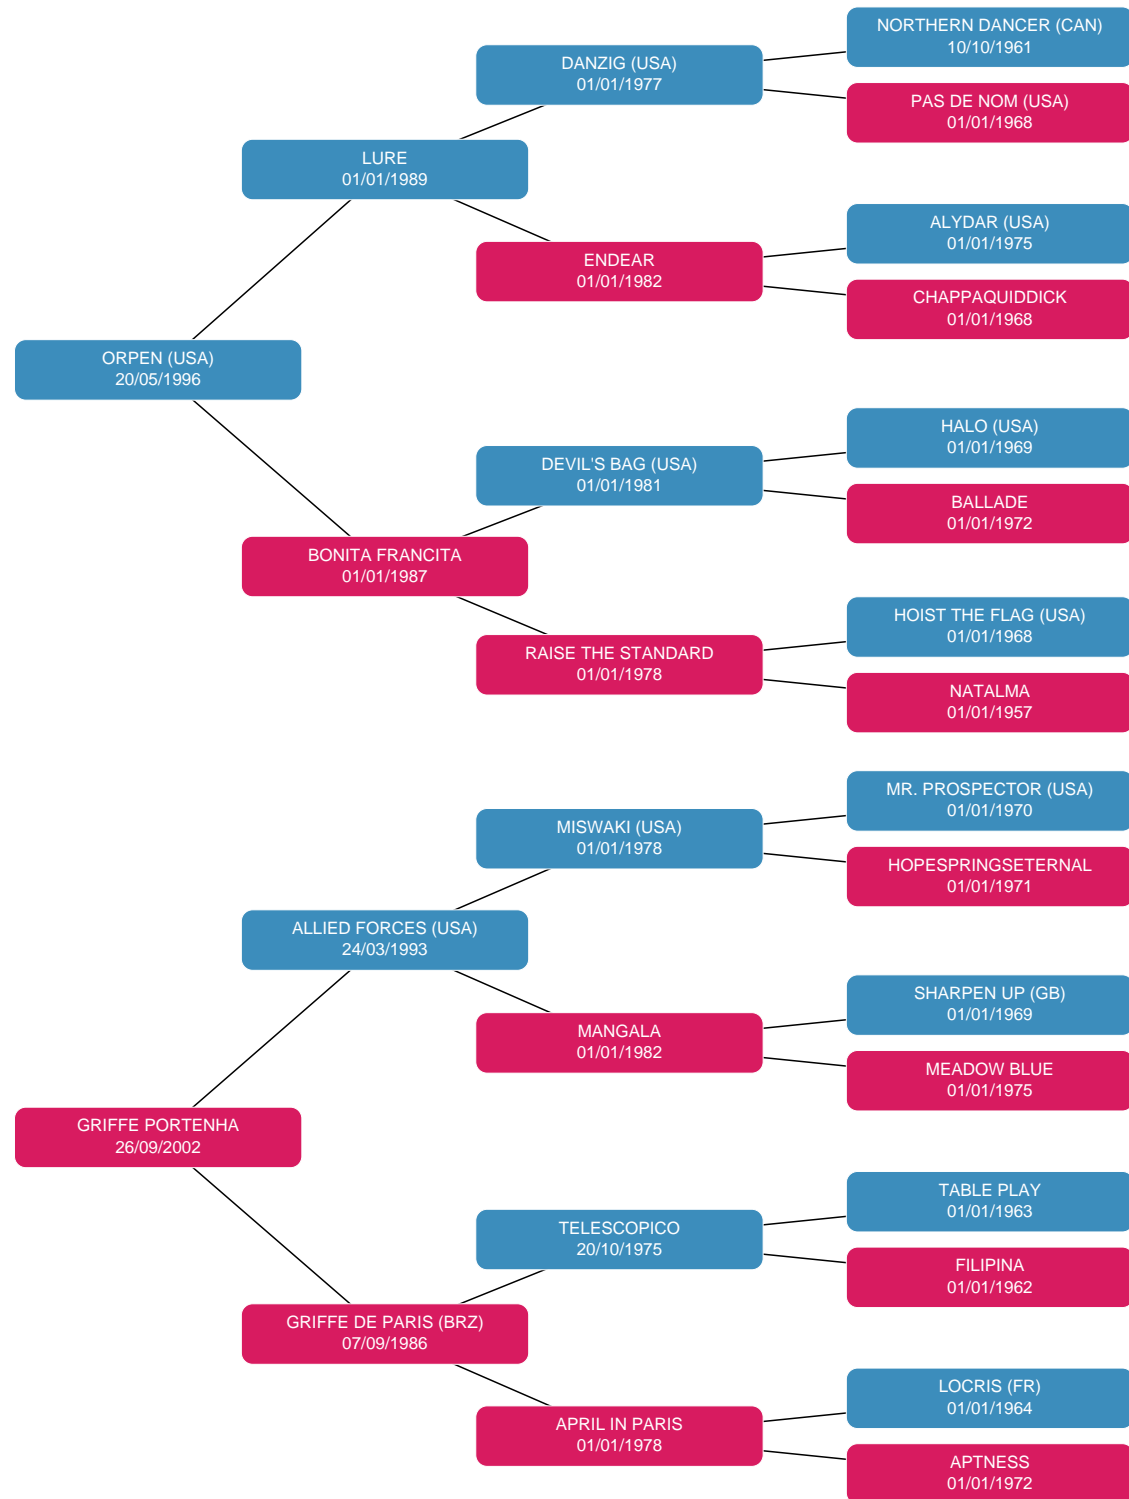 NORTHERN DANCER (CAN)
10/10/1961
DANZIG (USA)
01/01/1977
PAS DE NOM (USA)
01/01/1968
LURE
01/01/1989
ALYDAR (USA)
01/01/1975
ENDEAR
01/01/1982
CHAPPAQUIDDICK
01/01/1968
ORPEN (USA)
20/05/1996
HALO (USA)
01/01/1969
DEVIL'S BAG (USA)
01/01/1981
BALLADE
01/01/1972
BONITA FRANCITA
01/01/1987
HOIST THE FLAG (USA)
01/01/1968
RAISE THE STANDARD
01/01/1978
NATALMA
01/01/1957
MR. PROSPECTOR (USA)
01/01/1970
MISWAKI (USA)
01/01/1978
HOPESPRINGSETERNAL
01/01/1971
ALLIED FORCES (USA)
24/03/1993
SHARPEN UP (GB)
01/01/1969
MANGALA
01/01/1982
MEADOW BLUE
01/01/1975
GRIFFE PORTENHA
26/09/2002
TABLE PLAY
01/01/1963
TELESCOPICO
20/10/1975
FILIPINA
01/01/1962
GRIFFE DE PARIS (BRZ)
07/09/1986
LOCRIS (FR)
01/01/1964
APRIL IN PARIS
01/01/1978
APTNESS
01/01/1972